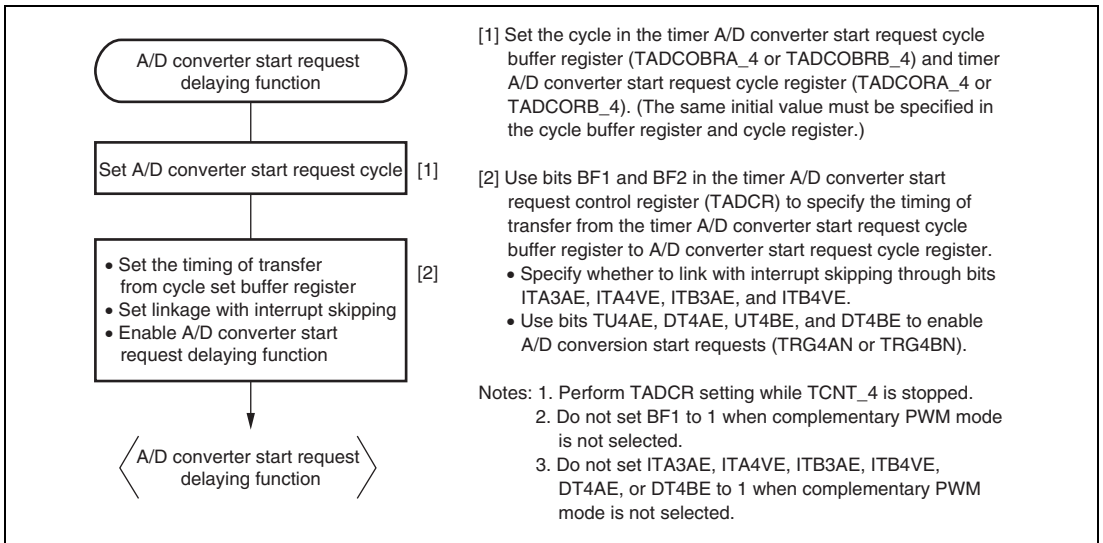 A/D converter start request
delaying function
Set A/D converter start request cycle
[1]
• Set the timing of transfer
from cycle set buffer register
• Set linkage with interrupt skipping
• Enable A/D converter start
request delaying function
[2]
A/D converter start request
delaying function
[1] Set the cycle in the timer A/D converter start request cycle
buffer register (TADCOBRA_4 or TADCOBRB_4) and timer
A/D converter start request cycle register (TADCORA_4 or
TADCORB_4). (The same initial value must be specified in
the cycle buffer register and cycle register.)
[2] Use bits BF1 and BF2 in the timer A/D converter start
request control register (TADCR) to specify the timing of
transfer from the timer A/D converter start request cycle
buffer register to A/D converter start request cycle register.
• Specify whether to link with interrupt skipping through bits
ITA3AE, ITA4VE, ITB3AE, and ITB4VE.
• Use bits TU4AE, DT4AE, UT4BE, and DT4BE to enable
A/D conversion start requests (TRG4AN or TRG4BN).
Notes: 1. Perform TADCR setting while TCNT_4 is stopped.
2. Do not set BF1 to 1 when complementary PWM mode
is not selected.
3. Do not set ITA3AE, ITA4VE, ITB3AE, ITB4VE,
DT4AE, or DT4BE to 1 when complementary PWM
mode is not selected.